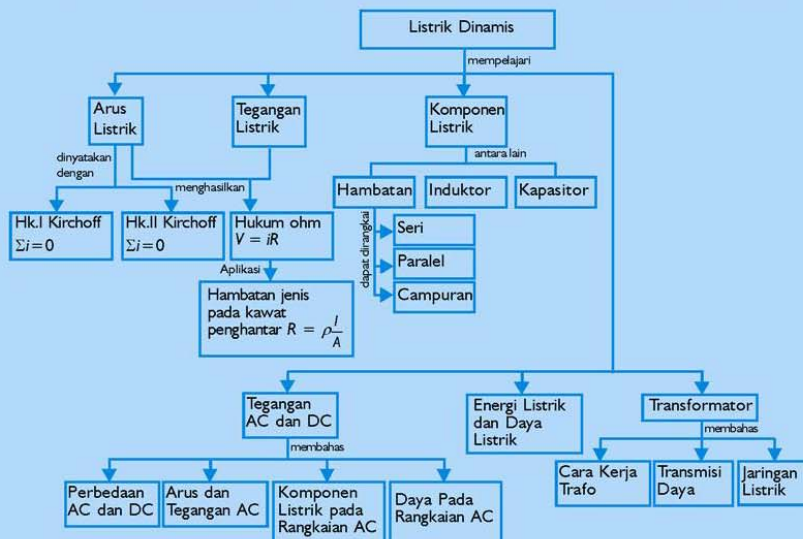 Listrik Dinamis
mempelajari
Arus
Listrik
Tegangan
Listrik
Komponen
Listrik
dinyatakan
dengan
menghasilkan
antara lain
Hambatan
Induktor
Kapasitor
Hk.I Kirchoff
Σi=0
Hk.II Kirchoff
Σi=0
Hukum ohm
V = iR
dapat dirangkai
Seri
Paralel
Campuran
Aplikasi
Hambatan jenis
pada kawat
penghantar R = ρ l/A
Tegangan
AC dan DC
Energi Listrik
dan Daya
Listrik
Transformator
membahas
membahas
Perbedaan
AC dan DC
Arus dan
Tegangan AC
Komponen
Listrik pada
Rangkaian AC
Daya Pada
Rangkaian AC
Cara Kerja
Trafo
Transmisi
Daya
Jaringan
Listrik